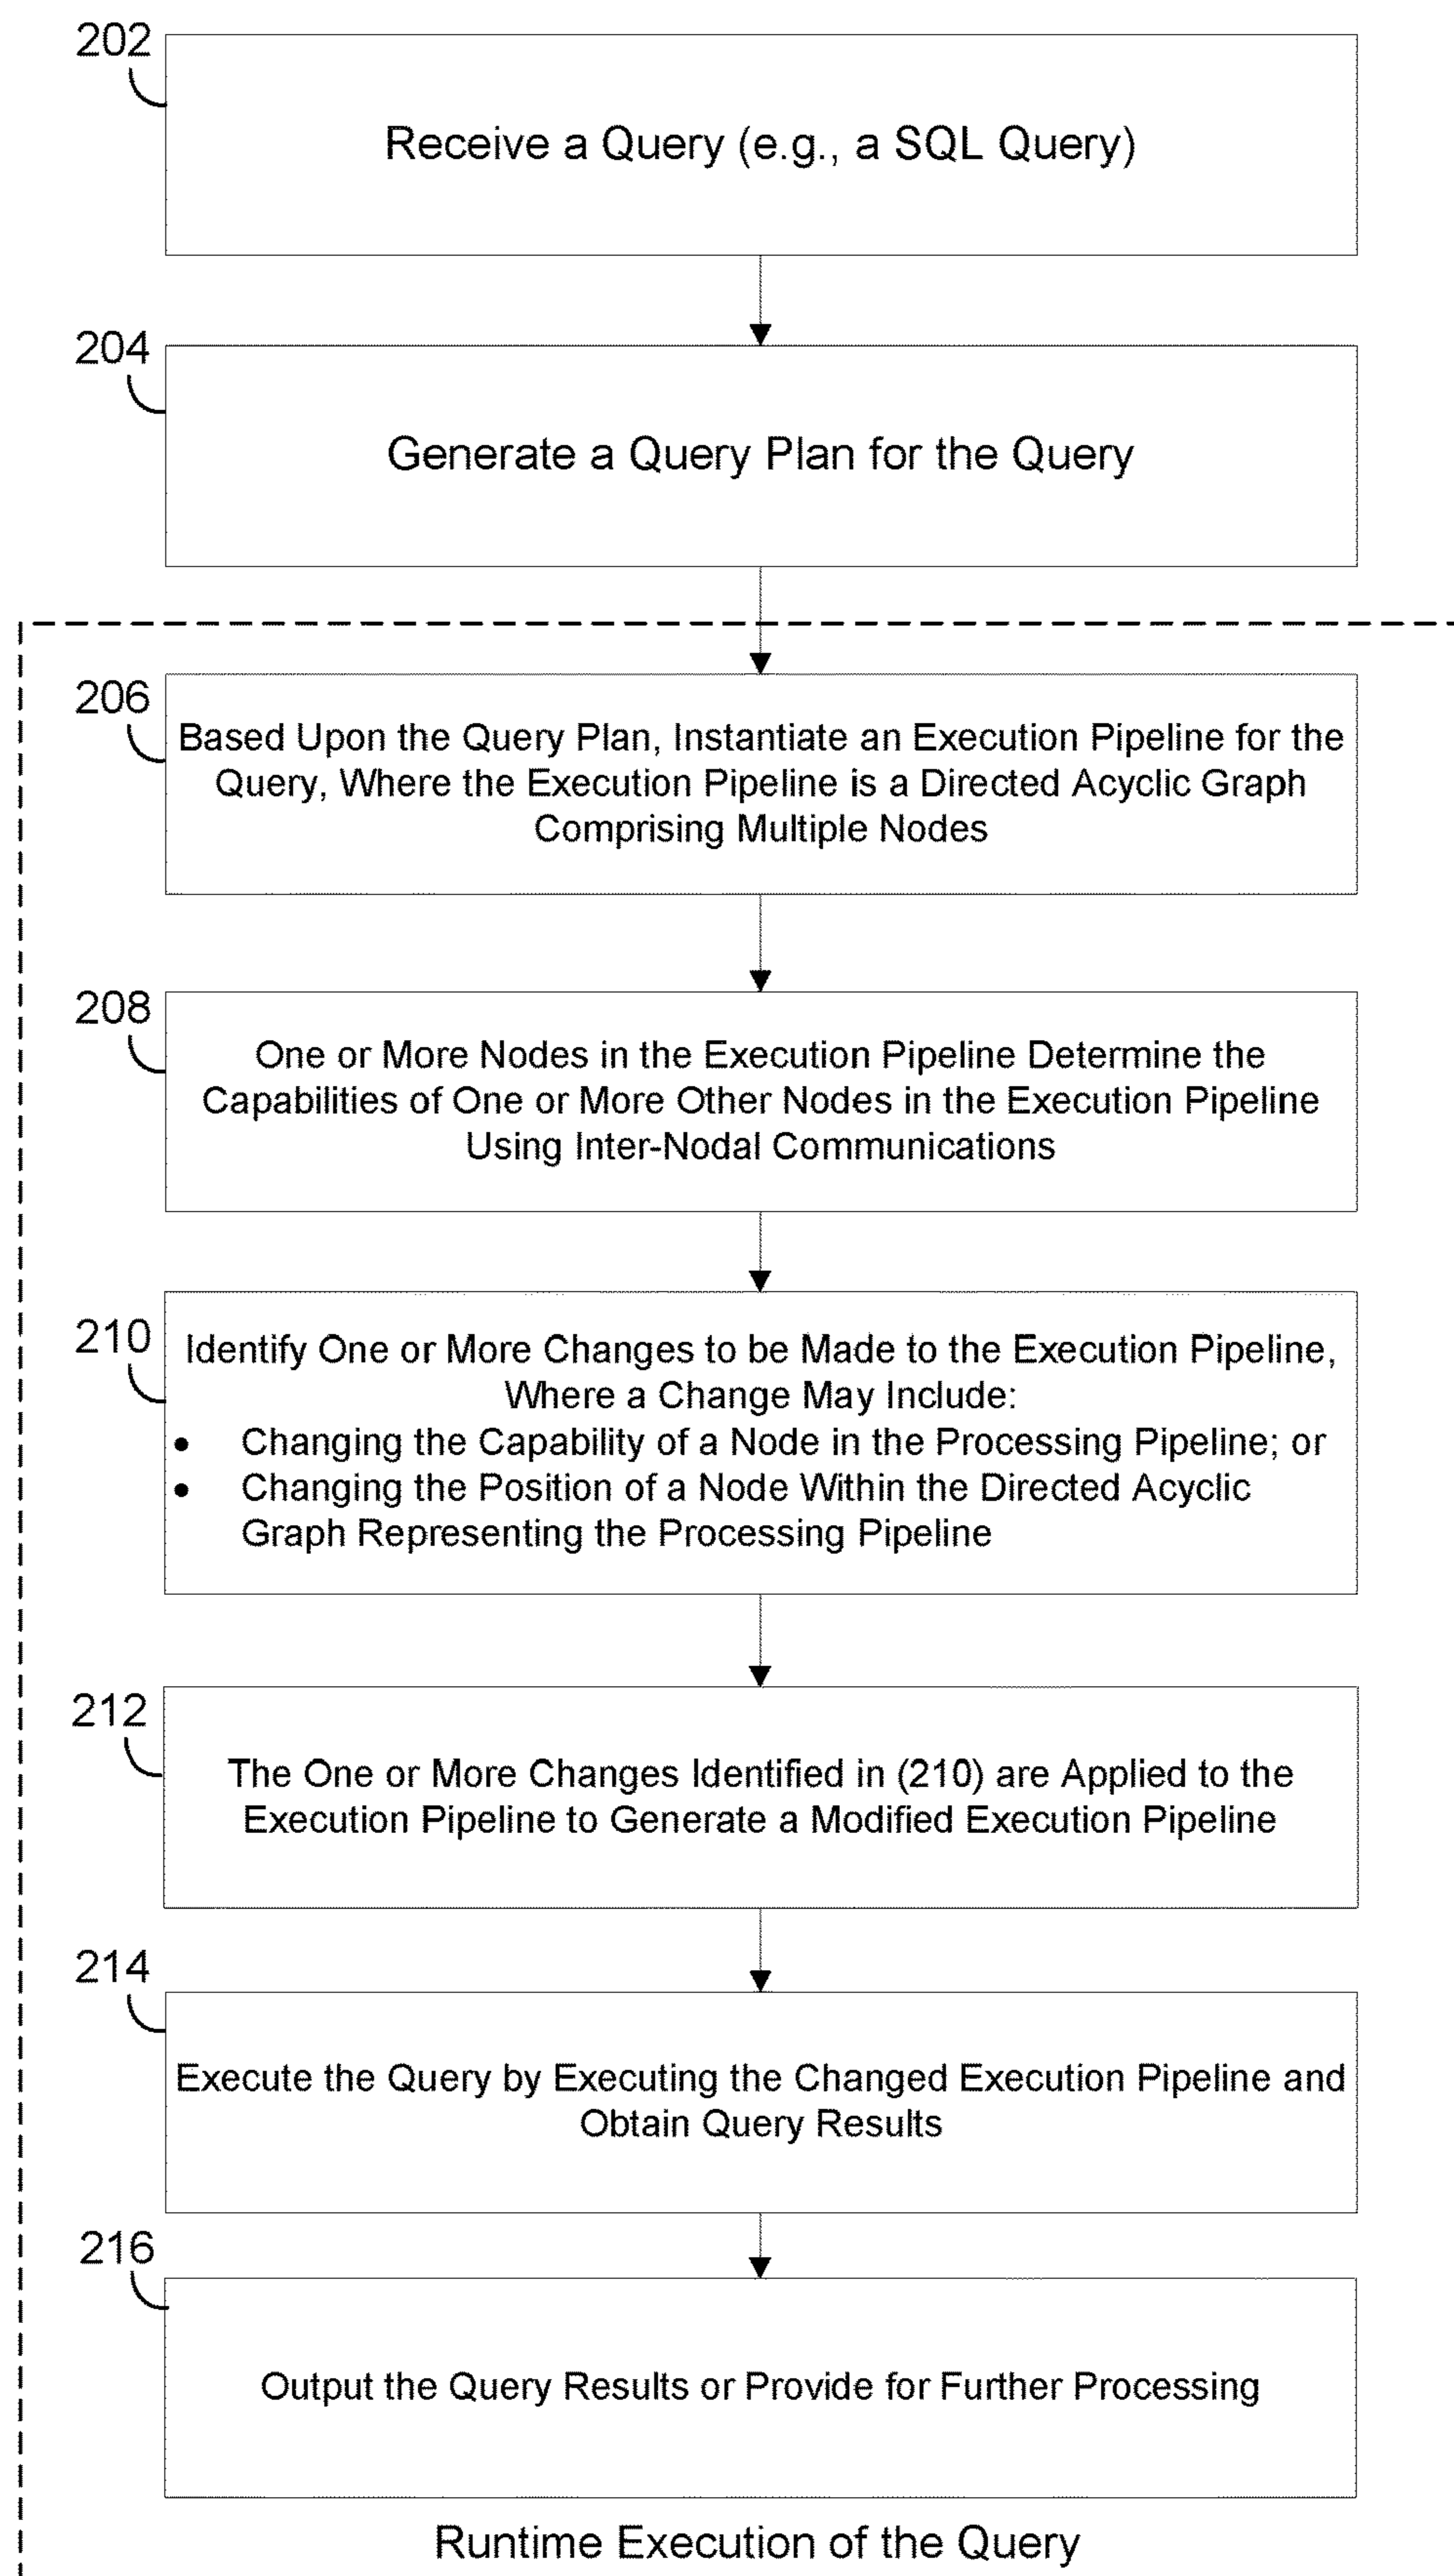 202
Receive a Query (e.g., a SQL Query)
204
Generate a Query Plan for the Query
206
Based Upon the Query Plan, Instantiate an Execution Pipeline for the
Query, Where the Execution Pipeline is a Directed Acyclic Graph
Comprising Multiple Nodes
208
One or More Nodes in the Execution Pipeline Determine the
Capabilities of One or More Other Nodes in the Execution Pipeline
Using Inter-Nodal Communications
210
Identify One or More Changes to be Made to the Execution Pipeline,
Where a Change May Include:
• Changing the Capability of a Node in the Processing Pipeline; or
• Changing the Position of a Node Within the Directed Acyclic
Graph Representing the Processing Pipeline
212
The One or More Changes Identified in (210) are Applied to the
Execution Pipeline to Generate a Modified Execution Pipeline
214
Execute the Query by Executing the Changed Execution Pipeline and
Obtain Query Results
216
Output the Query Results or Provide for Further Processing
Runtime Execution of the Query